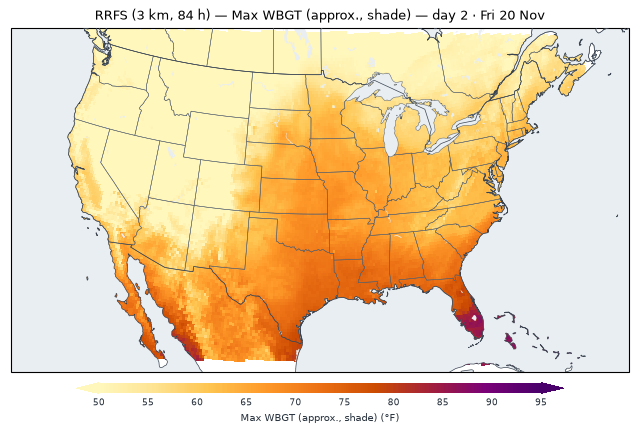 RRFS (3 km, 84 h) — Max WBGT (approx., shade) — day 2 · Fri 20 Nov
50 55 60 65 70 75 80 85 90 95
Max WBGT (approx., shade) (°F)